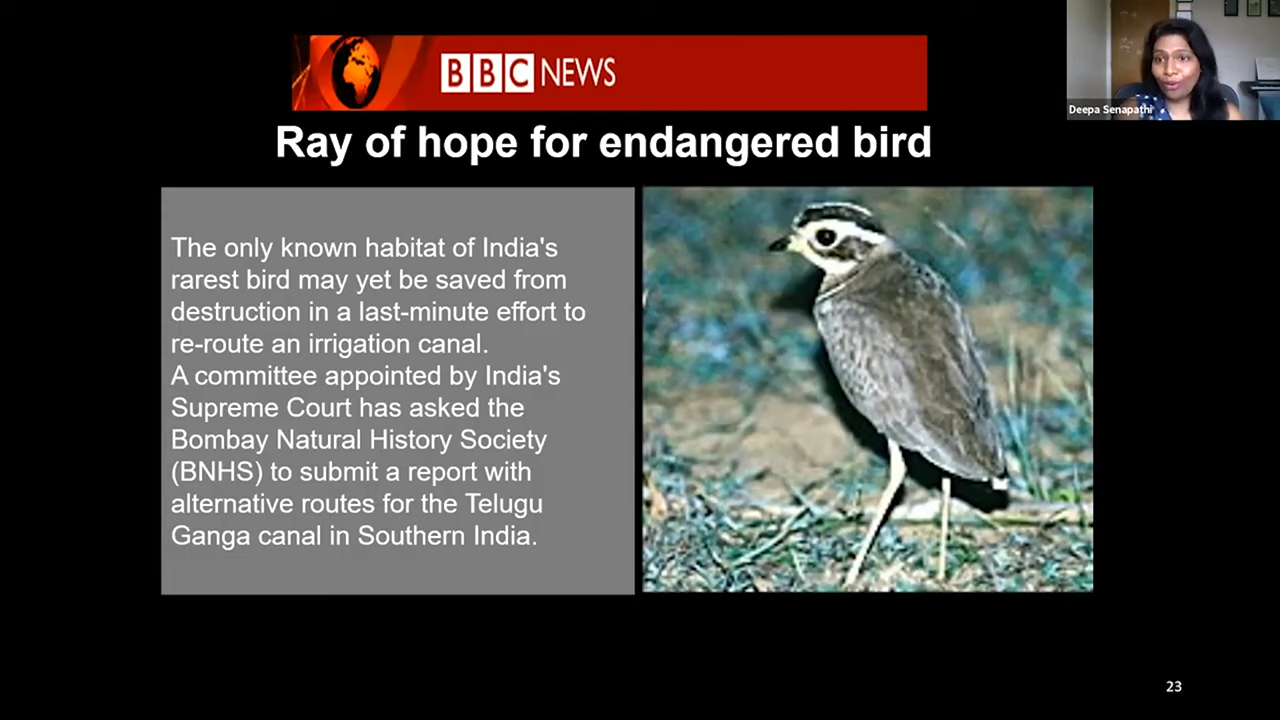 BBC NEWS
Deepa Senapathi
Ray of hope for endangered bird
The only known habitat of India's
rarest bird may yet be saved from
destruction in a last-minute effort to
re-route an irrigation canal.
A committee appointed by India's
Supreme Court has asked the
Bombay Natural History Society
(BNHS) to submit a report with
alternative routes for the Telugu
Ganga canal in Southern India.
23